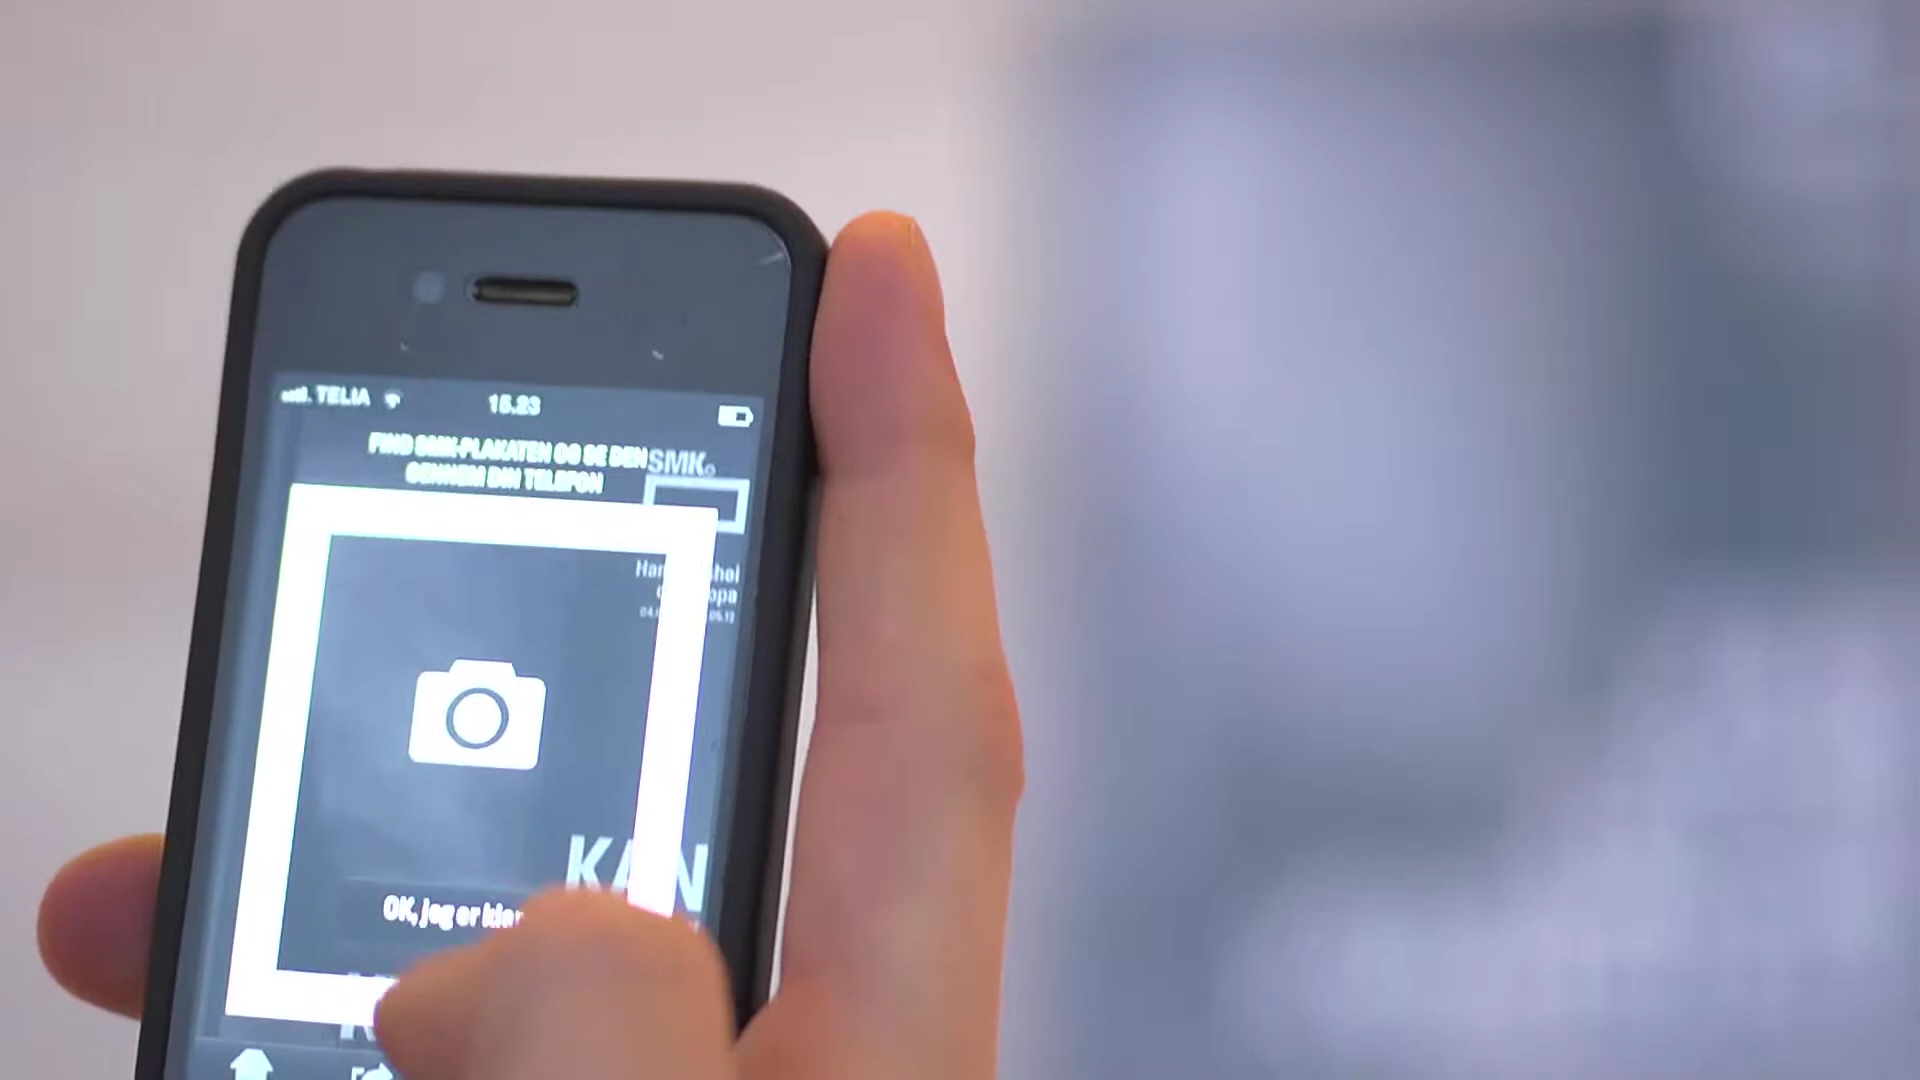 TELIA
15.23
FIND SMK-PLAKATEN OG SE DEN
GENNEM DIN TELEFON
SMK
KAN
OK, jeg er klar